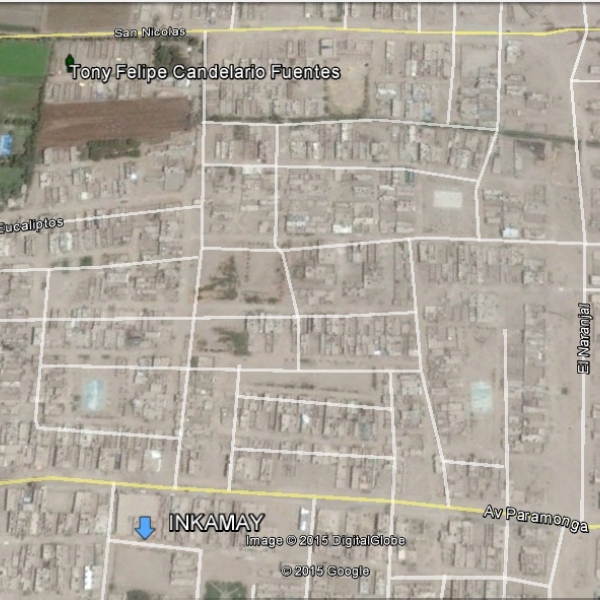 San Nicolas
Tony Felipe Candelario Fuentes
Eucaliptos
El Naranjal
Av Paramonga
INKAMAY
Image © 2015 DigitalGlobe
© 2015 Google